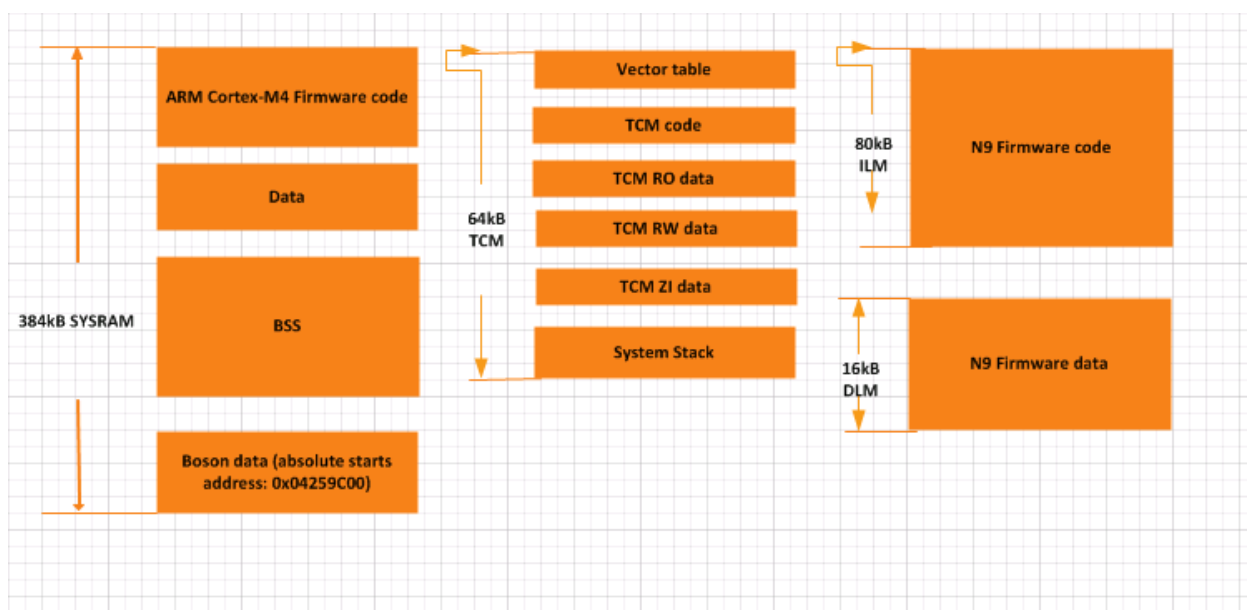 384kB SYSRAM
ARM Cortex-M4 Firmware code
Data
BSS
Boson data (absolute starts
address: 0x04259C00)
64kB
TCM
Vector table
TCM code
TCM RO data
TCM RW data
TCM ZI data
System Stack
80kB
ILM
N9 Firmware code
16kB
DLM
N9 Firmware data